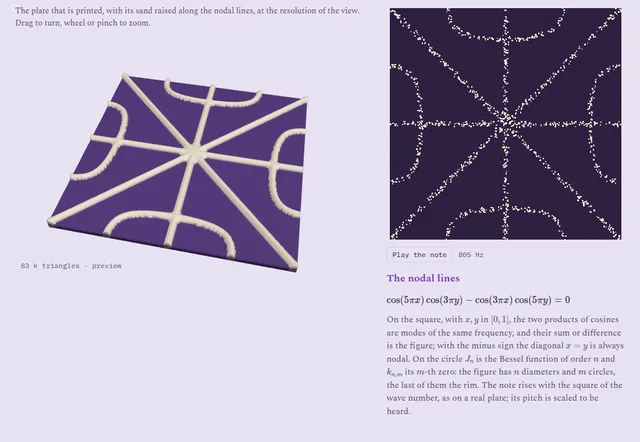 The plate that is printed, with its sand raised along the nodal lines, at the resolution of the view.
Drag to turn, wheel or pinch to zoom.
83 k triangles · preview
Play the note 805 Hz
The nodal lines
cos(5πx) cos(3πy) − cos(3πx) cos(5πy) = 0
On the square, with x, y in [0, 1], the two products of cosines
are modes of the same frequency, and their sum or difference
is the figure; with the minus sign the diagonal x = y is always
nodal. On the circle Jₙ is the Bessel function of order n and
kₙ,ₘ its m-th zero: the figure has n diameters and m circles,
the last of them the rim. The note rises with the square of the
wave number, as on a real plate; its pitch is scaled to be
heard.